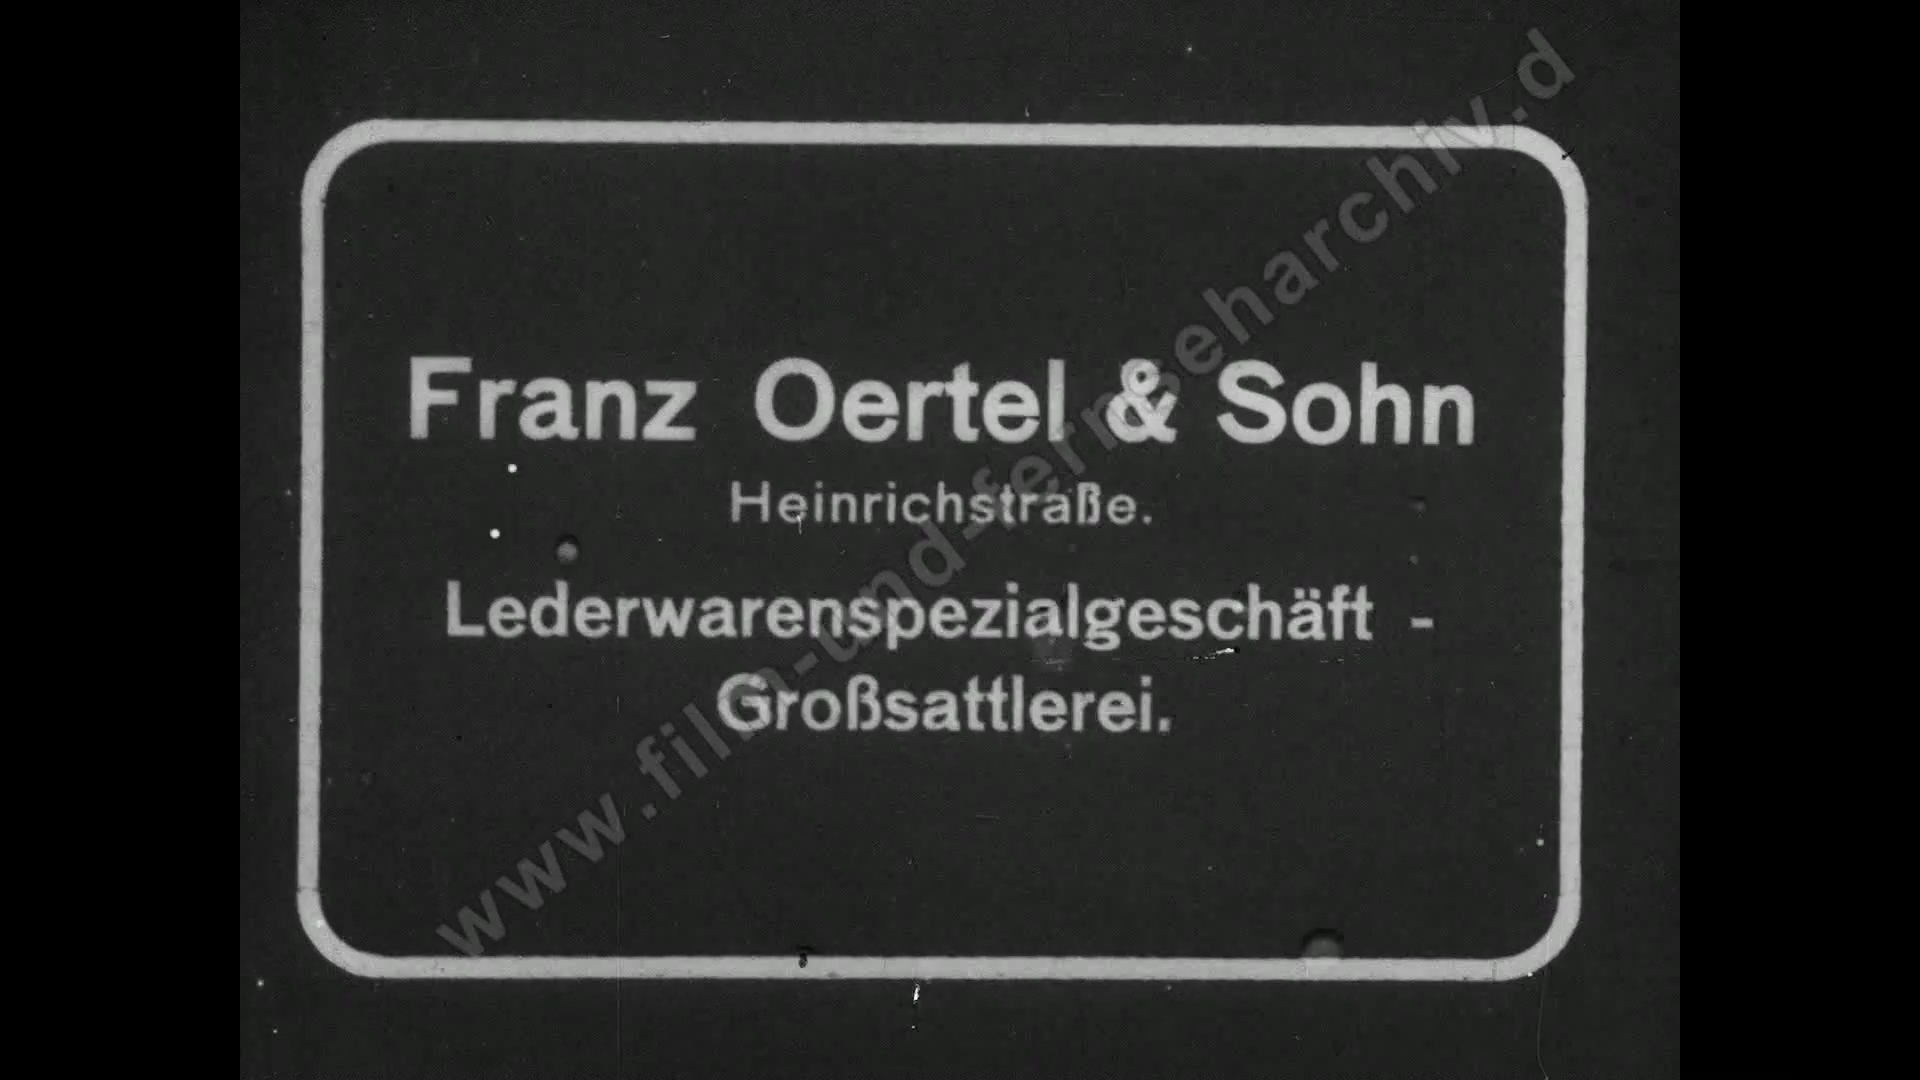 Franz Oertel & Sohn
Heinrichstraße.
Lederwarenspezialgeschäft -
Großsattlerei.
www.film-und-fernseharchiv.d